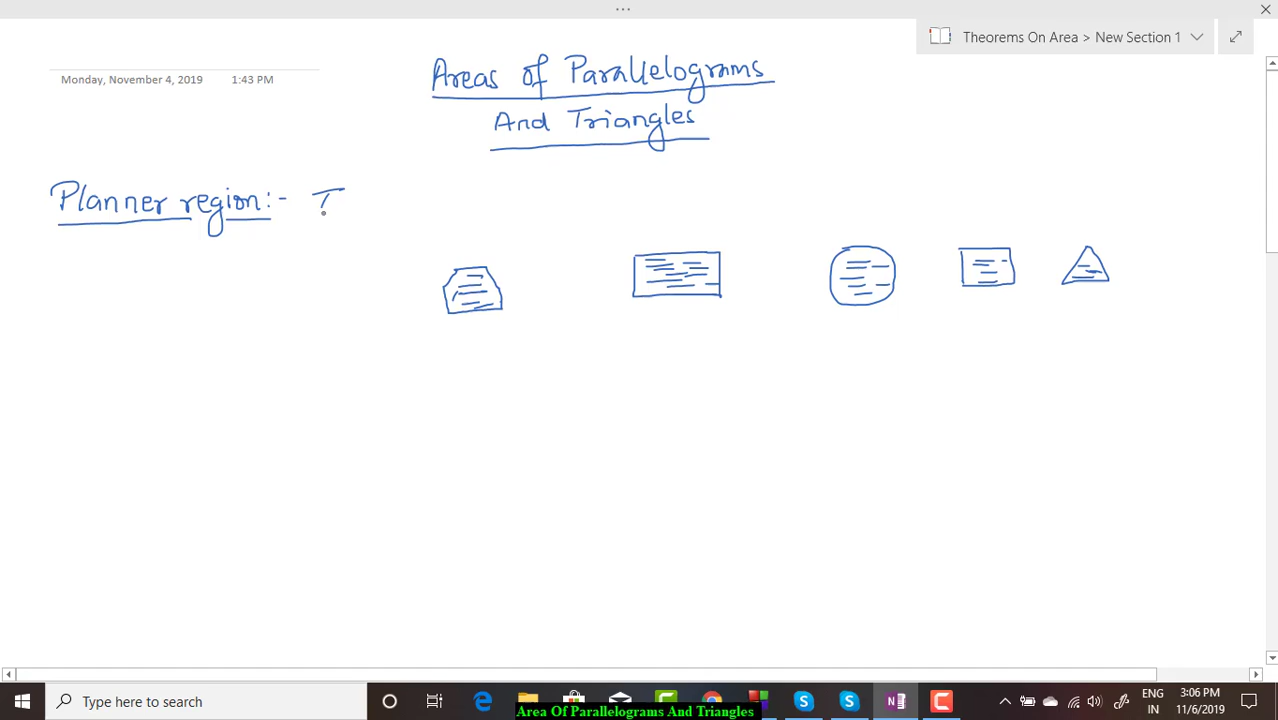 Theorems On Area > New Section 1
Monday, November 4, 2019 1:43 PM
Areas of Parallelograms
And Triangles
Planner region:- T
Type here to search
ENG
IN
3:06 PM
11/6/2019
Area Of Parallelograms And Triangles